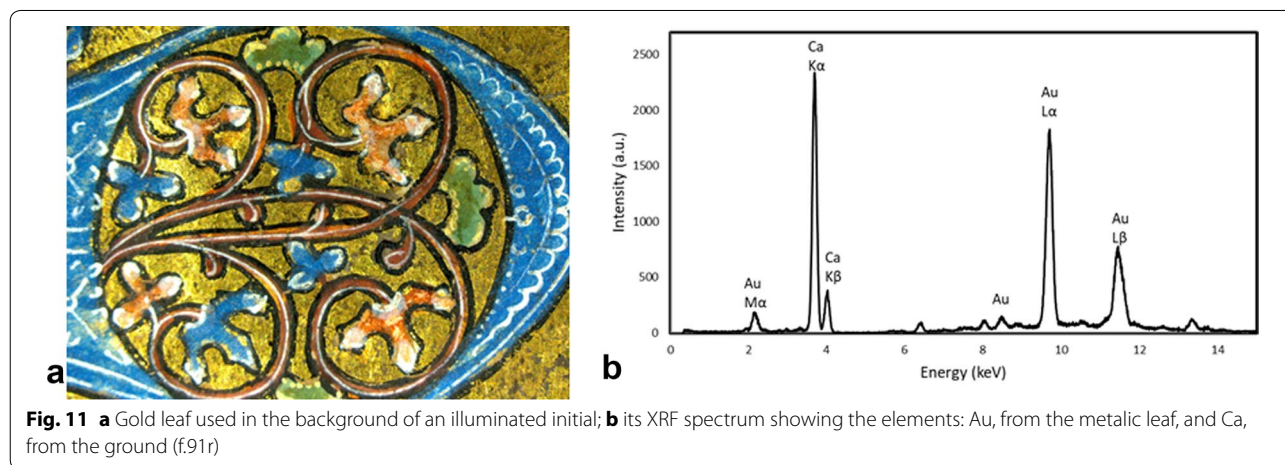 a
b
Intensity (a.u.)
2500
2000
1500
1000
500
0
Ca
Kα
Ca
Kβ
Au
Mα
Au
Au
Lα
Au
Lβ
0 2 4 6 8 10 12 14
Energy (keV)
Fig. 11 a Gold leaf used in the background of an illuminated initial; b its XRF spectrum showing the elements: Au, from the metalic leaf, and Ca,
from the ground (f.91r)